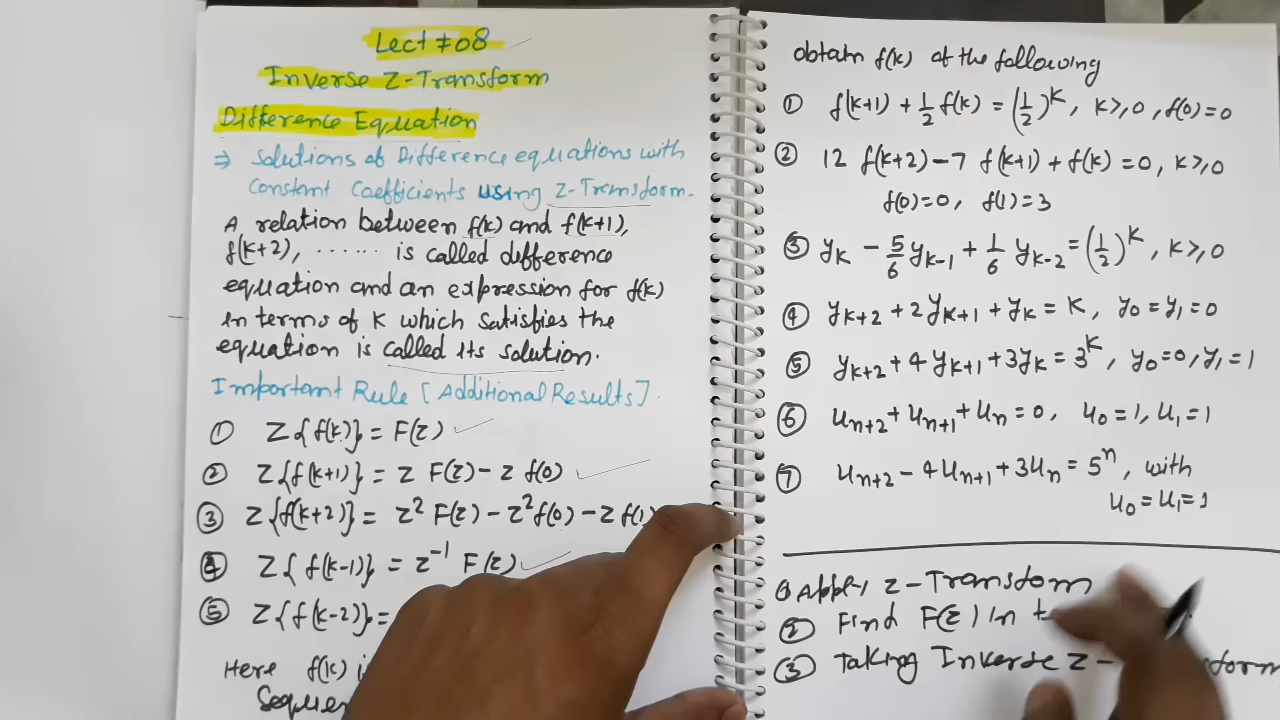 Lect # 08
Inverse Z-Transform
Difference Equation
⇒ Solutions of Difference equations with
Constant Coefficients using Z-Transform.
A relation between f(k) and f(k+1),
f(k+2), ...... is called difference
equation and an expression for f(k)
In terms of K which satisfies the
equation is called its solution.
Important Rule [Additional Results].
① Z{f(k)} = F(z)
② Z{f(k+1)} = z F(z) - z f(0)
③ Z{f(k+2)} = z² F(z) - z² f(0) - z f(1)
④ Z{f(k-1)} = z⁻¹ F(z)
⑤ Z{f(k-2)} =
Here f(k)
obtain f(k) of the following
① f(k+1) + 1/2 f(k) = (1/2)^k, k≥0, f(0)=0
② 12 f(k+2) - 7 f(k+1) + f(k) = 0, k≥0
f(0)=0, f(1)=3
③ y_k - 5/6 y_{k-1} + 1/6 y_{k-2} = (1/2)^k, k≥0
④ y_{k+2} + 2y_{k+1} + y_k = k, y₀=y₁=0
⑤ y_{k+2} + 4y_{k+1} + 3y_k = 3^k, y₀=0, y₁=1
⑥ u_{n+2} + u_{n+1} + u_n = 0, u₀=1, u₁=1
⑦ u_{n+2} - 4u_{n+1} + 3u_n = 5^n, with
u₀=u₁=1
① Apply Z-Transform
② Find F(z) In
③ Taking Inverse Z-